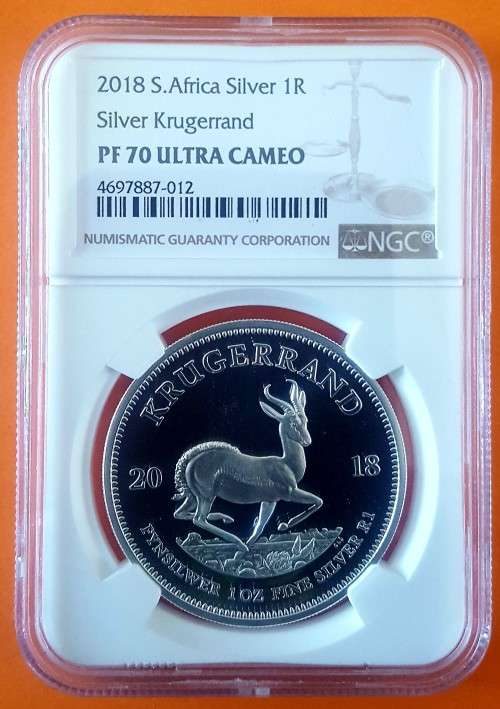 2018 S.Africa Silver 1R
Silver Krugerrand
PF 70 ULTRA CAMEO
4697887-012
NUMISMATIC GUARANTY CORPORATION
NGC®
KRUGERRAND
20 18
FYNSILWER 1 OZ FINE SILVER R1